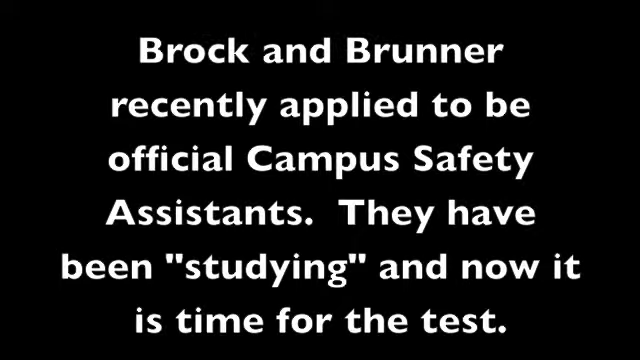 Brock and Brunner
recently applied to be
official Campus Safety
Assistants.  They have
been "studying" and now it
is time for the test.